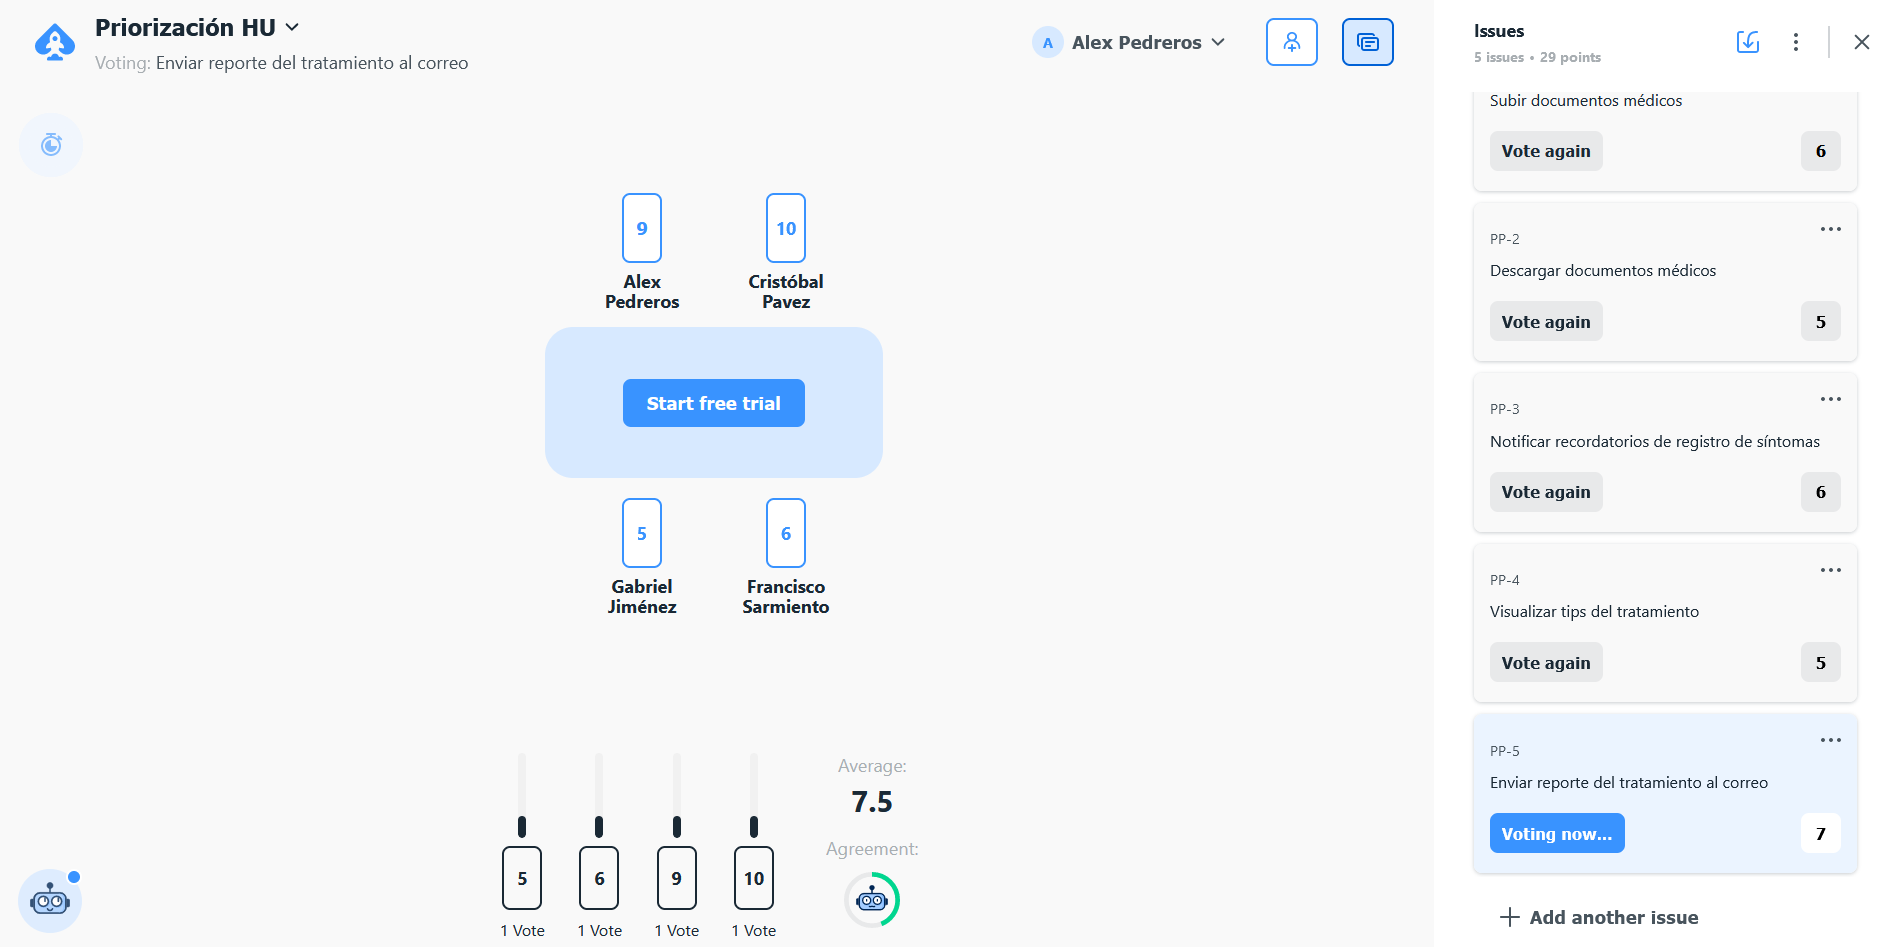 Priorización HU
Voting: Enviar reporte del tratamiento al correo
A Alex Pedreros
9
10
Alex
Pedreros
Cristóbal
Pavez
Start free trial
5
6
Gabriel
Jiménez
Francisco
Sarmiento
5
6
9
10
1 Vote
1 Vote
1 Vote
1 Vote
Average:
7.5
Agreement:
Issues
5 issues • 29 points
Subir documentos médicos
Vote again 6
PP-2
Descargar documentos médicos
Vote again 5
PP-3
Notificar recordatorios de registro de síntomas
Vote again 6
PP-4
Visualizar tips del tratamiento
Vote again 5
PP-5
Enviar reporte del tratamiento al correo
Voting now... 7
Add another issue